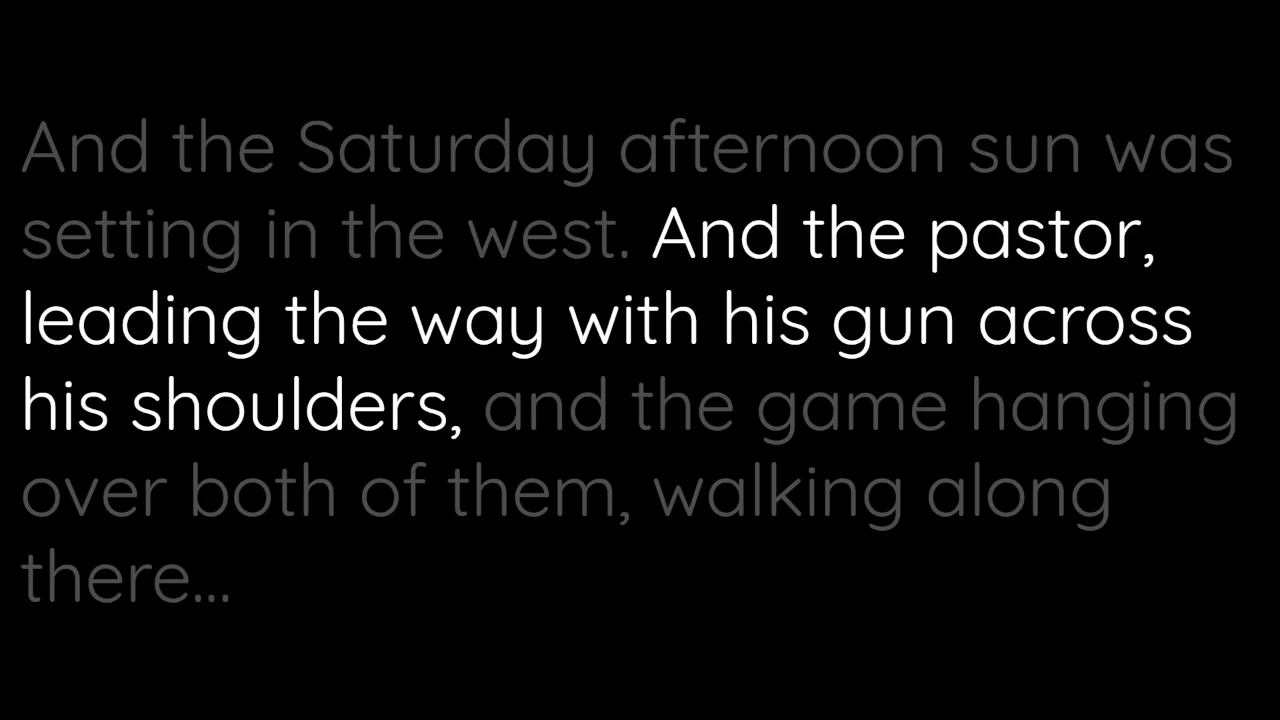 And the Saturday afternoon sun was
setting in the west. And the pastor,
leading the way with his gun across
his shoulders, and the game hanging
over both of them, walking along
there...